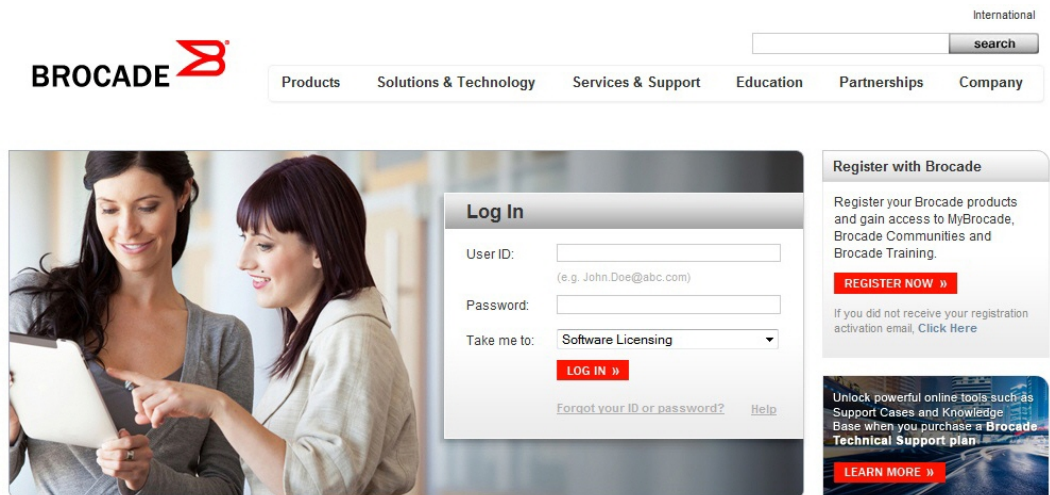 International
search
BROCADE
Products Solutions & Technology Services & Support Education Partnerships Company
Log In
User ID:
(e.g. John.Doe@abc.com)
Password:
Take me to: Software Licensing
LOG IN »
Forgot your ID or password? Help
Register with Brocade
Register your Brocade products
and gain access to MyBrocade,
Brocade Communities and
Brocade Training.
REGISTER NOW »
If you did not receive your registration
activation email, Click Here
Unlock powerful online tools such as
Support Cases and Knowledge
Base when you purchase a Brocade
Technical Support plan
LEARN MORE »